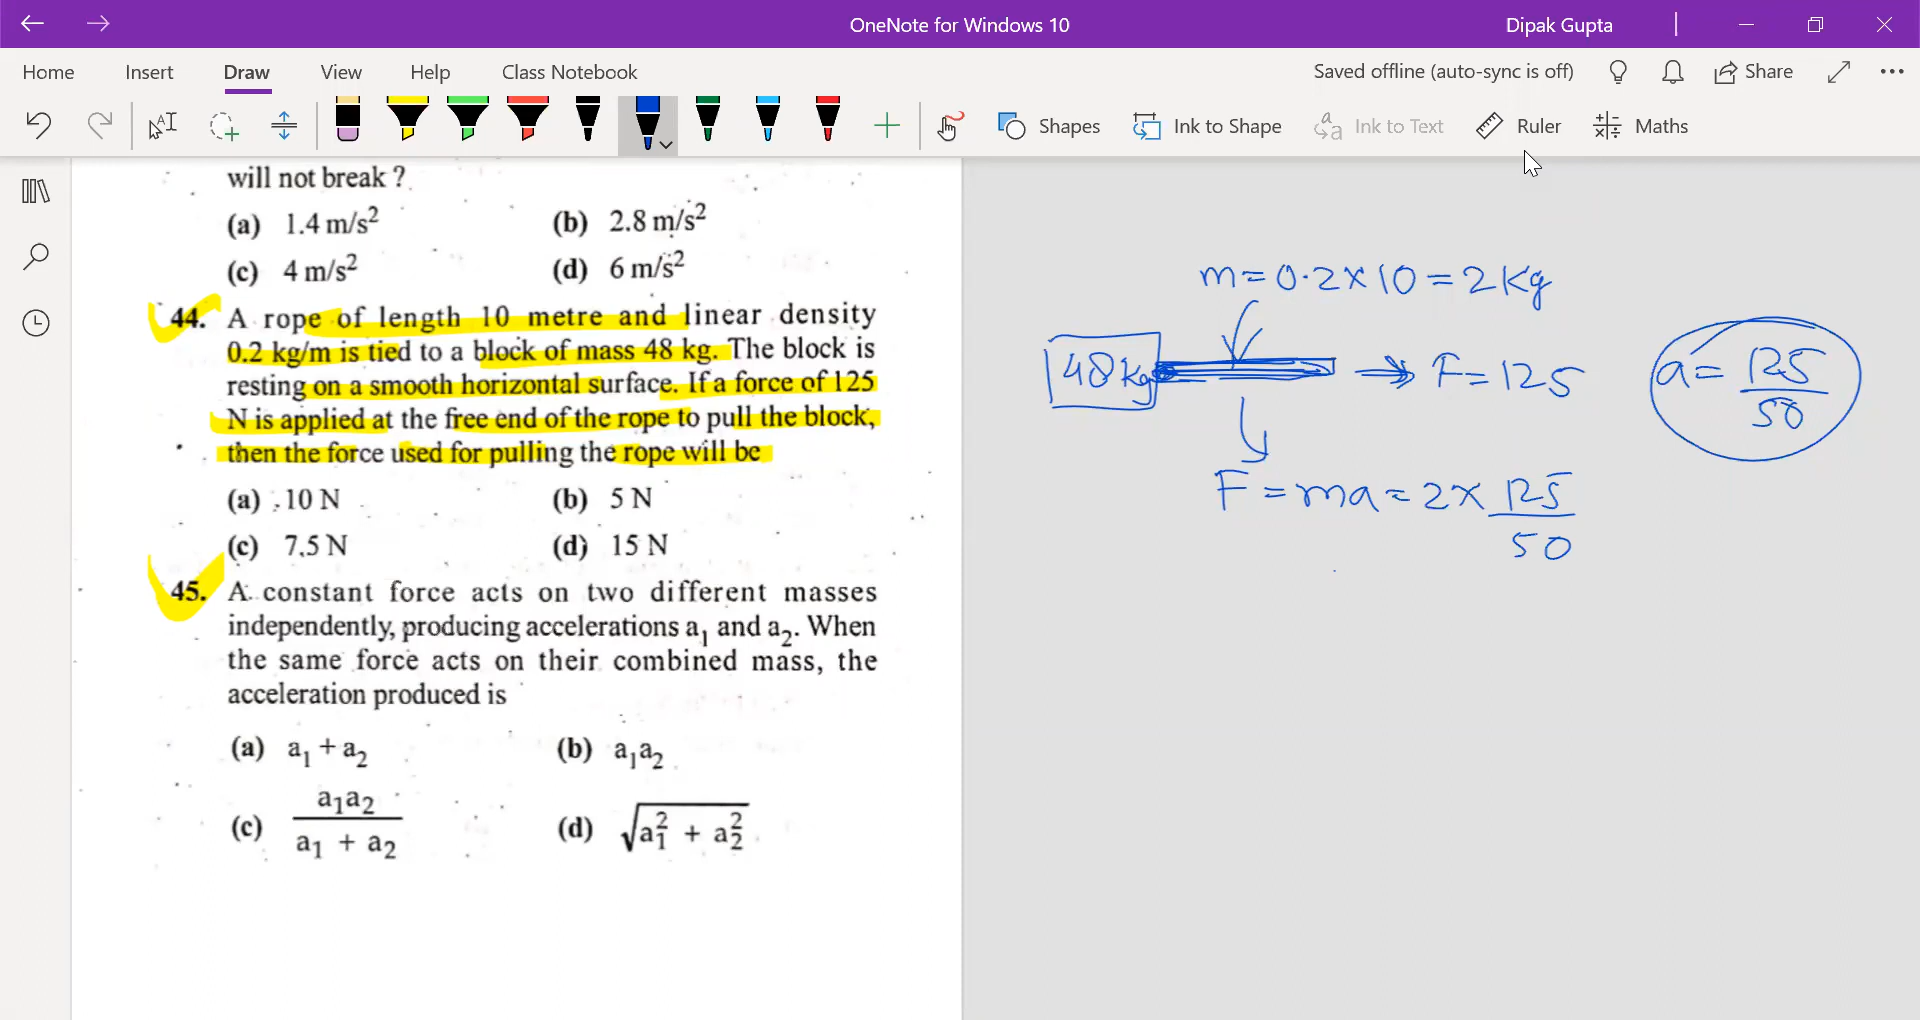 OneNote for Windows 10
Dipak Gupta
Home Insert Draw View Help Class Notebook
Saved offline (auto-sync is off) Share
Shapes Ink to Shape Ink to Text Ruler Maths
will not break ?
(a) 1.4 m/s² (b) 2.8 m/s²
(c) 4 m/s² (d) 6 m/s²
44. A rope of length 10 metre and linear density
0.2 kg/m is tied to a block of mass 48 kg. The block is
resting on a smooth horizontal surface. If a force of 125
N is applied at the free end of the rope to pull the block,
then the force used for pulling the rope will be
(a) 10 N (b) 5 N
(c) 7.5 N (d) 15 N
45. A constant force acts on two different masses
independently, producing accelerations a₁ and a₂. When
the same force acts on their combined mass, the
acceleration produced is
(a) a₁ + a₂ (b) a₁a₂
(c) a₁a₂ / a₁ + a₂ (d) √a₁² + a₂²
m = 0.2 × 10 = 2 Kg
48 Kg F = 125
a = 125/50
F = ma = 2 × 125/50